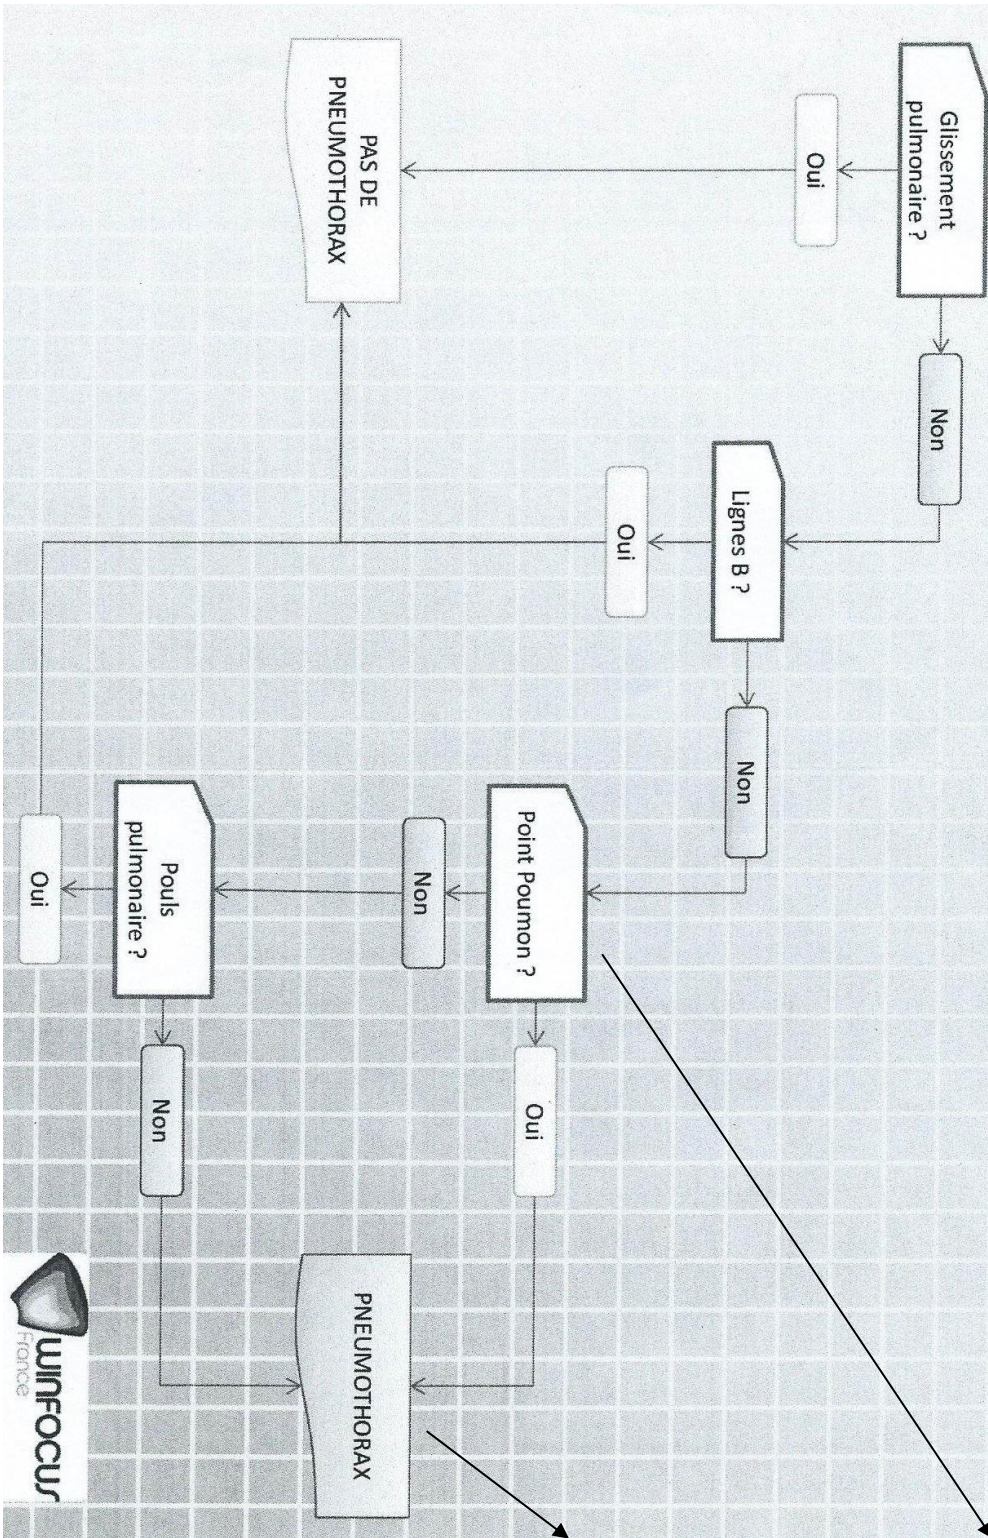 Glissement
pulmonaire ?
Oui
Non
Lignes B ?
Oui
Non
Point Poumon ?
Non
Oui
Pouls
pulmonaire ?
Oui
Non
PAS DE
PNEUMOTHORAX
PNEUMOTHORAX
WINFOCUS
France